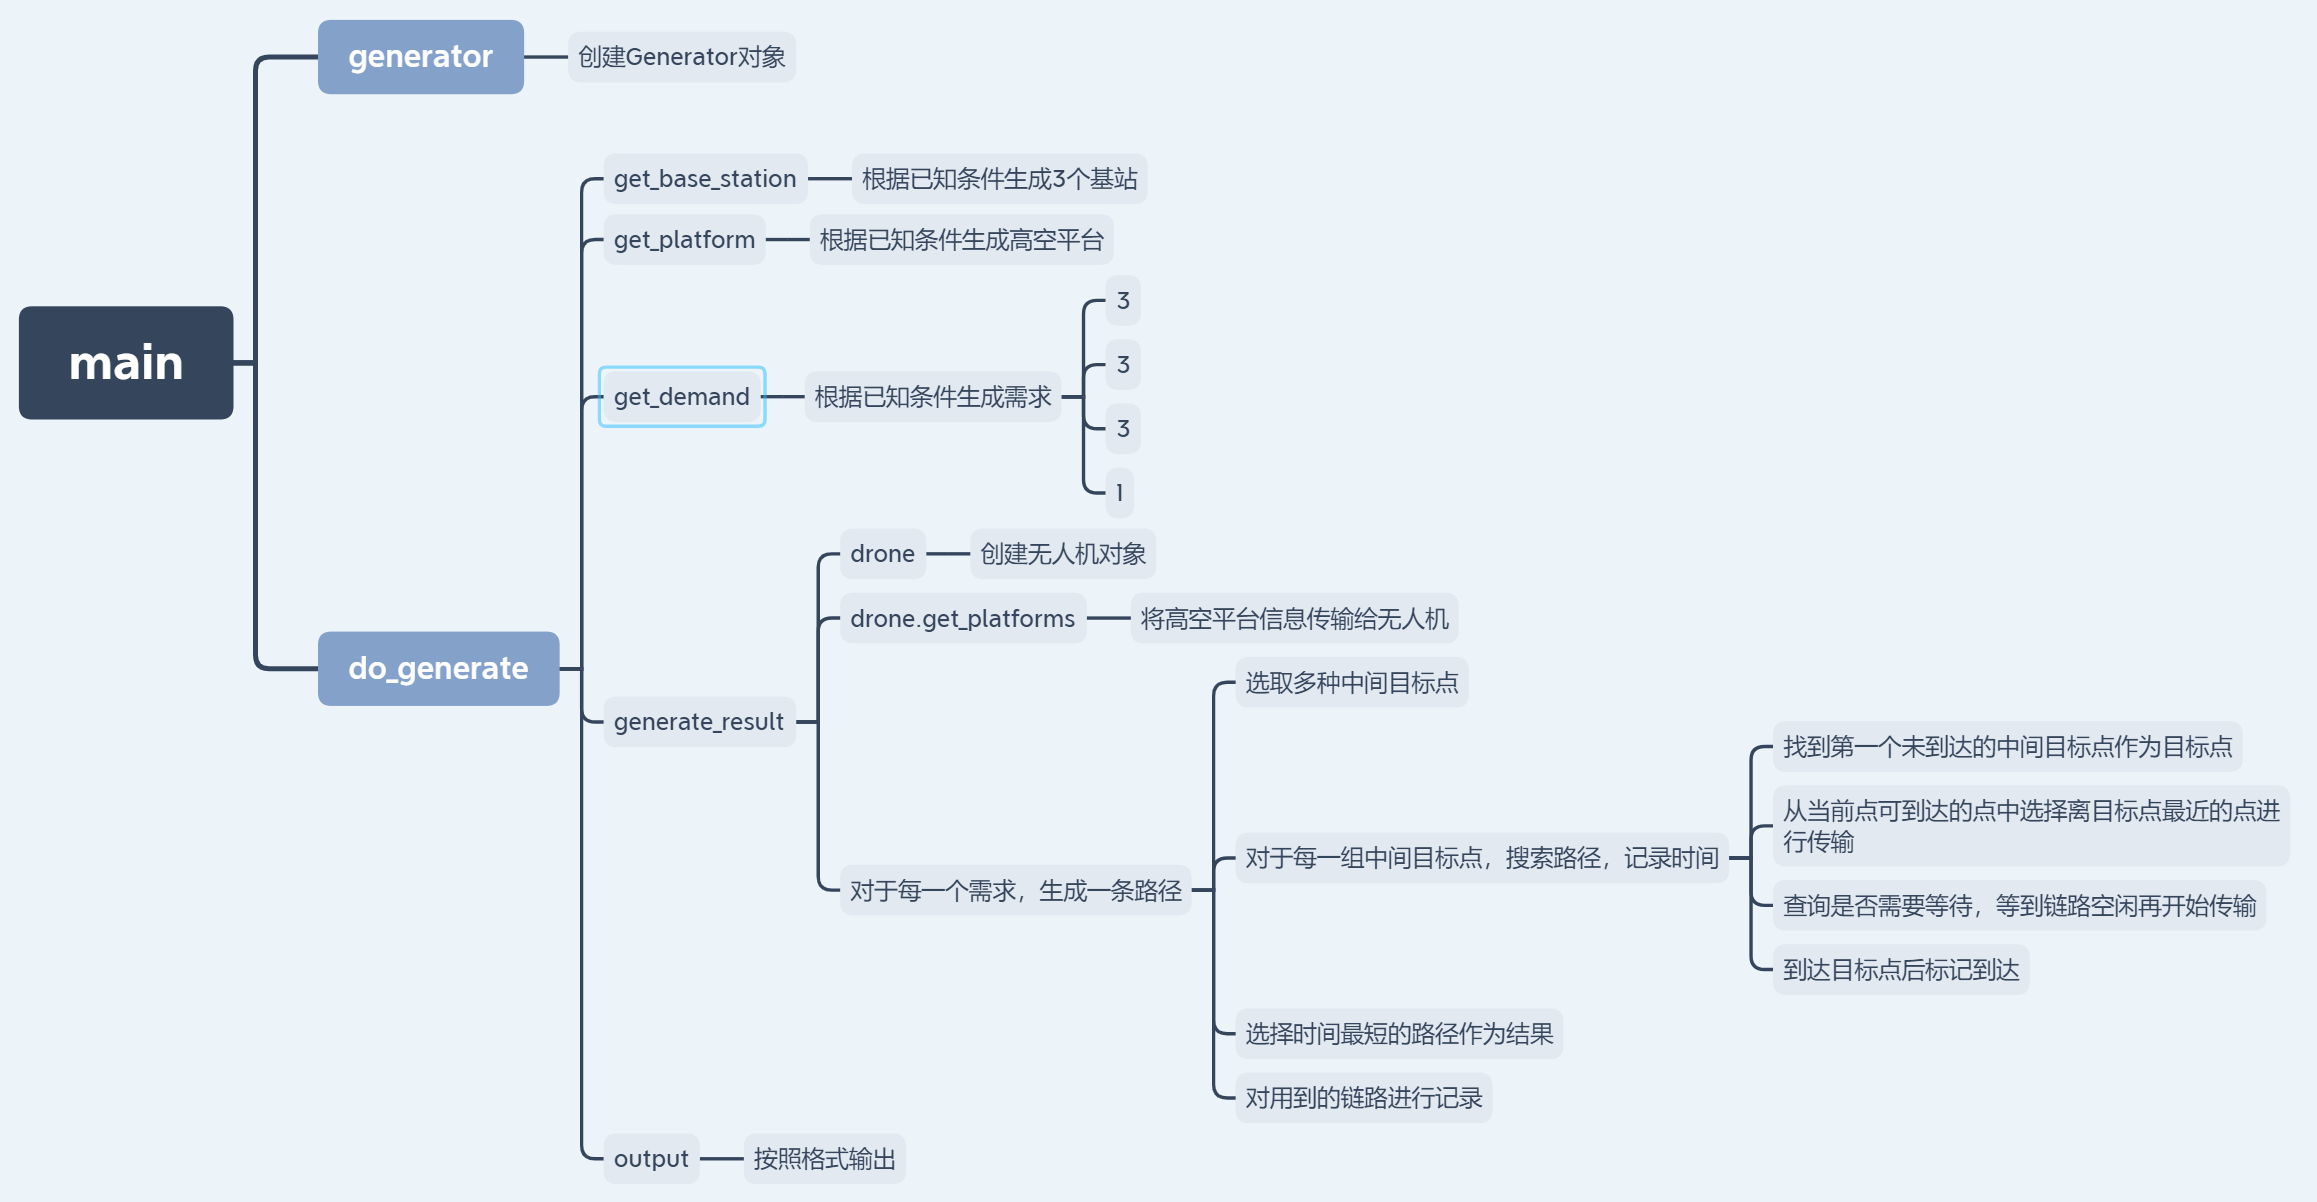 generator
创建Generator对象
get_base_station
根据已知条件生成3个基站
get_platform
根据已知条件生成高空平台
3
3
main
get_demand
根据已知条件生成需求
3
1
drone
创建无人机对象
drone.get_platforms
将高空平台信息传输给无人机
do_generate
选取多种中间目标点
generate_result
找到第一个未到达的中间目标点作为目标点
从当前点可到达的点中选择离目标点最近的点进
行传输
对于每一组中间目标点，搜索路径，记录时间
对于每一个需求，生成一条路径
查询是否需要等待，等到链路空闲再开始传输
到达目标点后标记到达
选择时间最短的路径作为结果
对用到的链路进行记录
output
按照格式输出